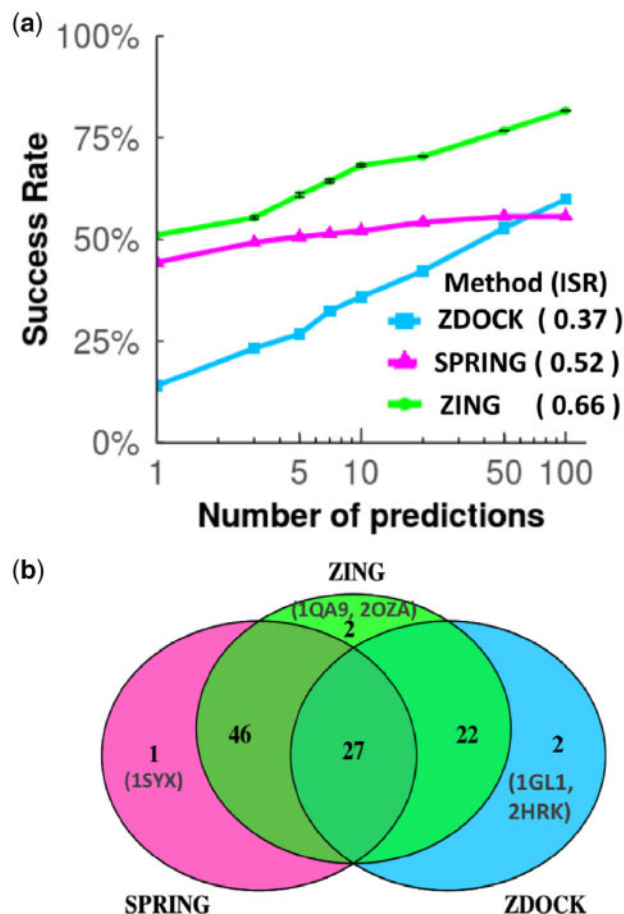 (a)
100%
75%
50%
25%
0%
Success Rate
Method (ISR)
ZDOCK ( 0.37 )
SPRING ( 0.52 )
ZING ( 0.66 )
1 5 10 50 100
Number of predictions
(b)
ZING
(1QA9, 2OZA)
2
46
27
22
1
(1SYX)
2
(1GL1,
2HRK)
SPRING
ZDOCK